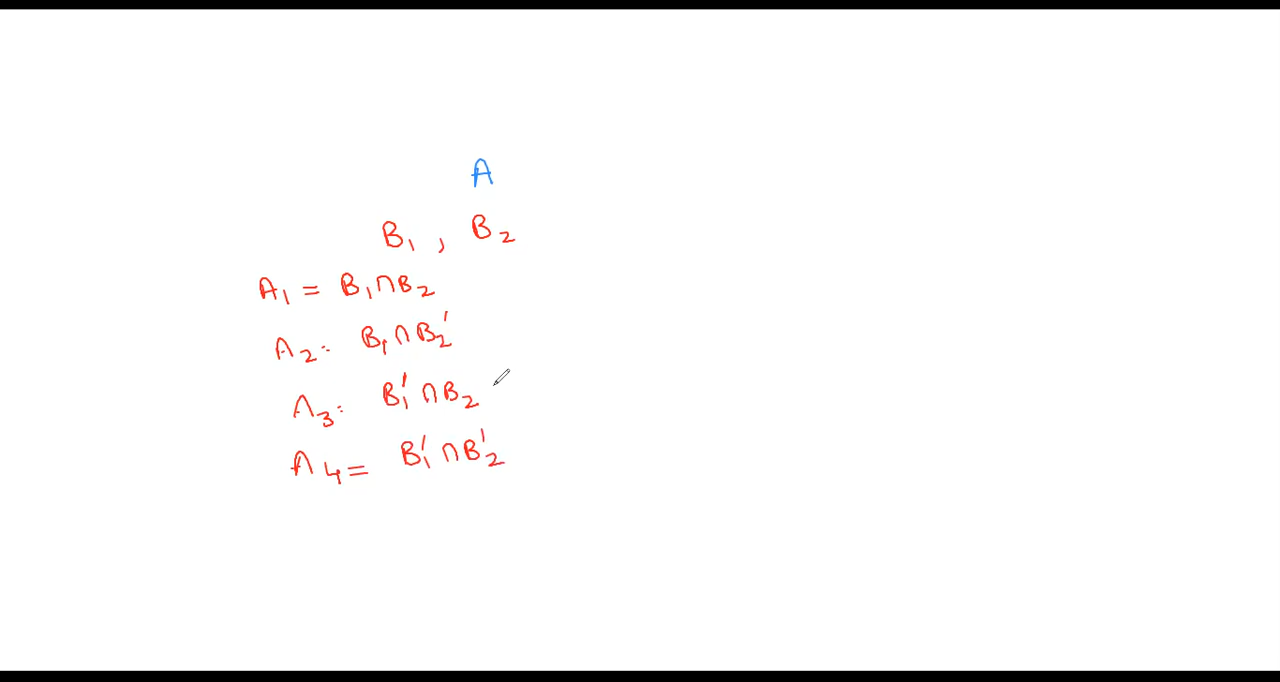 A
B₁ , B₂
A₁ = B₁∩B₂
A₂ = B₁∩B₂'
A₃ = B₁'∩B₂
A₄ = B₁'∩B₂'